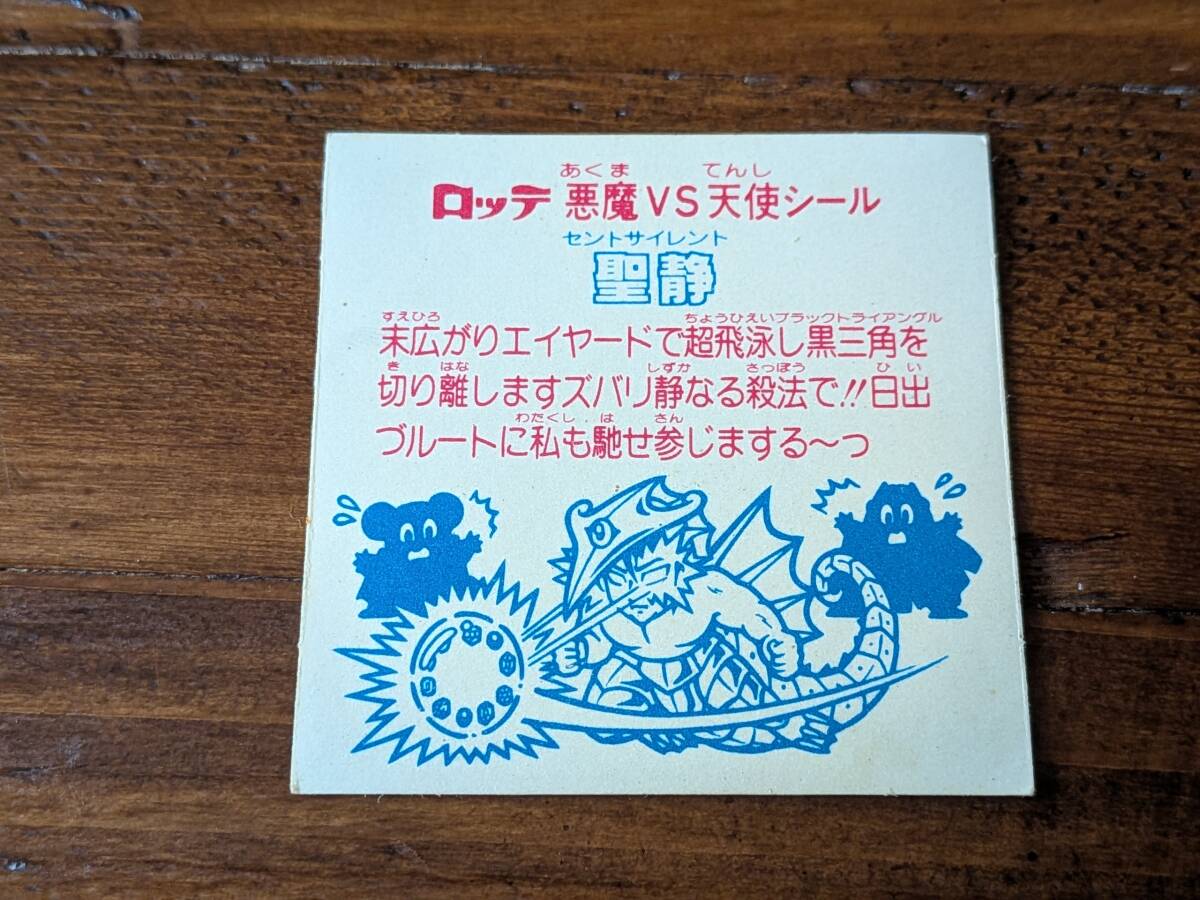 あくま てんし
ロッテ 悪魔VS天使シール
セントサイレント
聖静
すえひろ ちょうひえいブラックトライアングル
末広がりエイヤードで超飛泳し黒三角を
き はな しずか さっぽう ひい
切り離しますズバリ静なる殺法で!!日出
わたくし は さん
づルートに私も馳せ参じまする〜っ